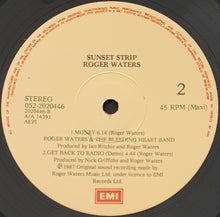 SUNSET STRIP
ROGER WATERS
STEREO
052-2020446
2020446-B
A/A 14391
AEPI
2
45 RPM (Maxi)
1.MONEY 6.14 (Roger Waters)
ROGER WATERS & THE BLEEDING HEART BAND
Produced by Ian Ritchie and Roger Waters
2.GET BACK TO RADIO (Demo) 4.44 (Roger Waters)
Produced by Nick Griffiths and Roger Waters
℗ 1987 Original sound recordings made by
Roger Waters Music Ltd. under licence to EMI
Records Ltd.
EMI